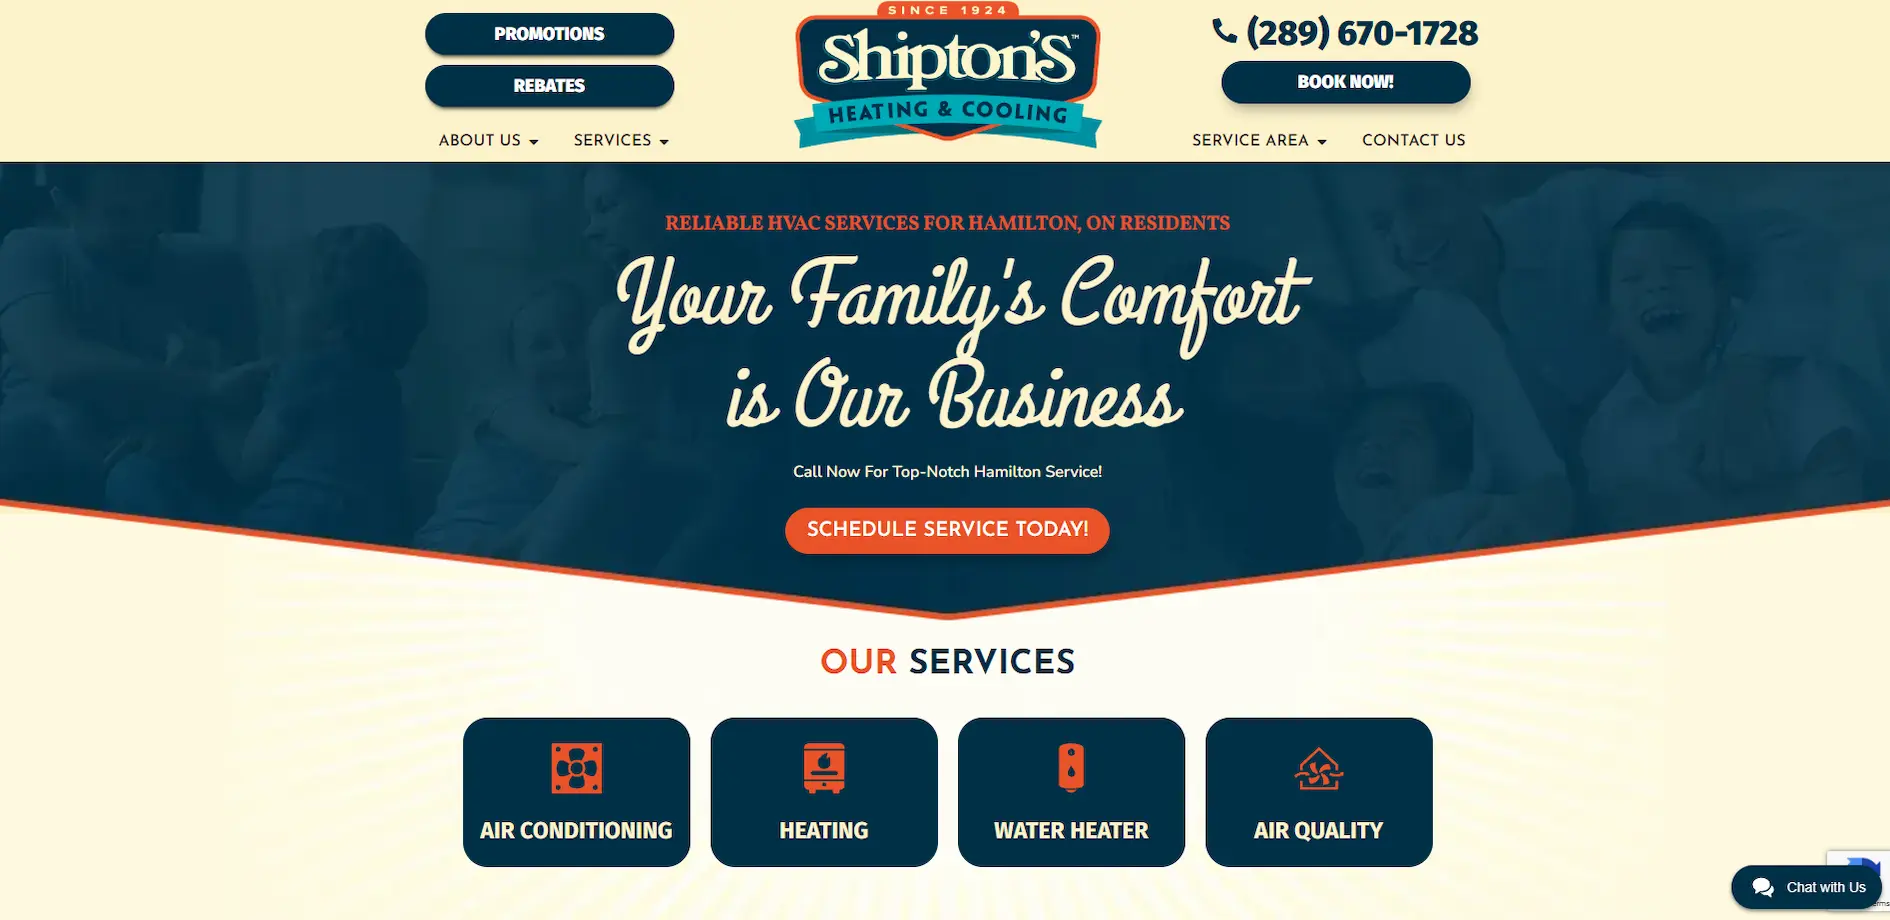 SINCE 1924
Shipton's™
HEATING & COOLING
PROMOTIONS
REBATES
(289) 670-1728
BOOK NOW!
ABOUT US
SERVICES
SERVICE AREA
CONTACT US
RELIABLE HVAC SERVICES FOR HAMILTON, ON RESIDENTS
Your Family's Comfort
is Our Business
Call Now For Top-Notch Hamilton Service!
SCHEDULE SERVICE TODAY!
OUR SERVICES
AIR CONDITIONING
HEATING
WATER HEATER
AIR QUALITY
Chat with Us